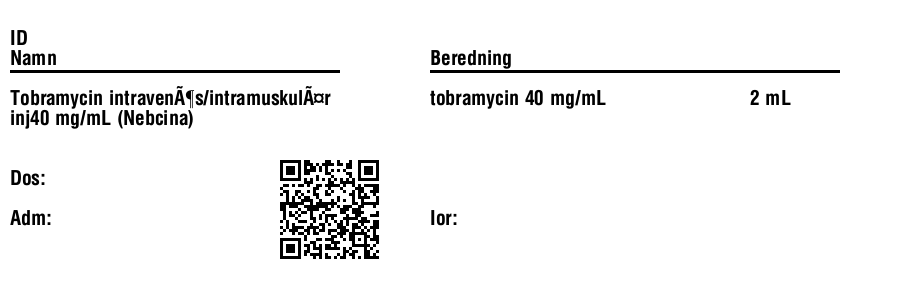 ID
Namn
Beredning
Tobramycin intravenÃ¶s/intramuskulÃ¤r
inj40 mg/mL (Nebcina)
tobramycin 40 mg/mL 2 mL
Dos:
Adm:
Ior: